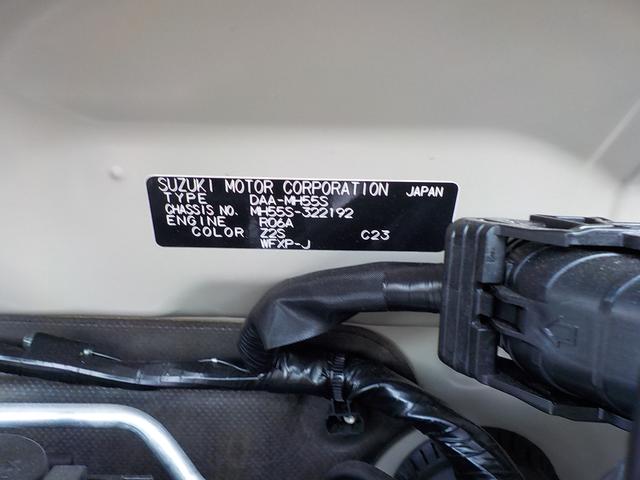 SUZUKI MOTOR CORPORATION JAPAN
TYPE DAA-MH55S
CHASSIS NO. MH55S-322192
ENGINE R06A
COLOR Z2S C23
WFXP-J